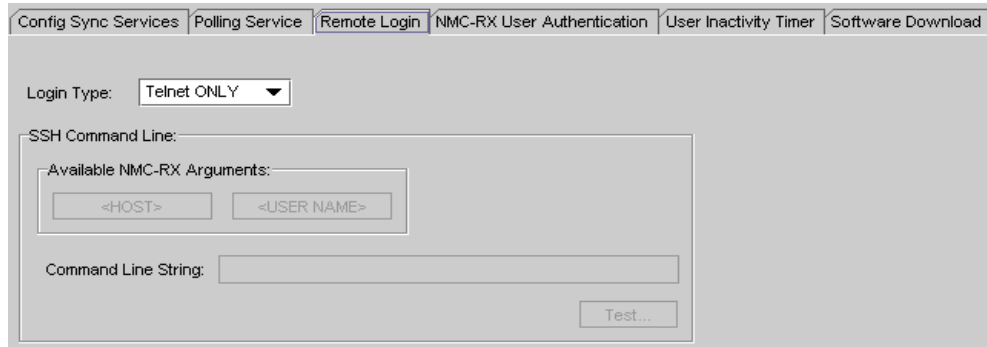 Config Sync Services Polling Service Remote Login NMC-RX User Authentication User Inactivity Timer Software Download
Login Type: Telnet ONLY
SSH Command Line:
Available NMC-RX Arguments:
<HOST> <USER NAME>
Command Line String:
Test...